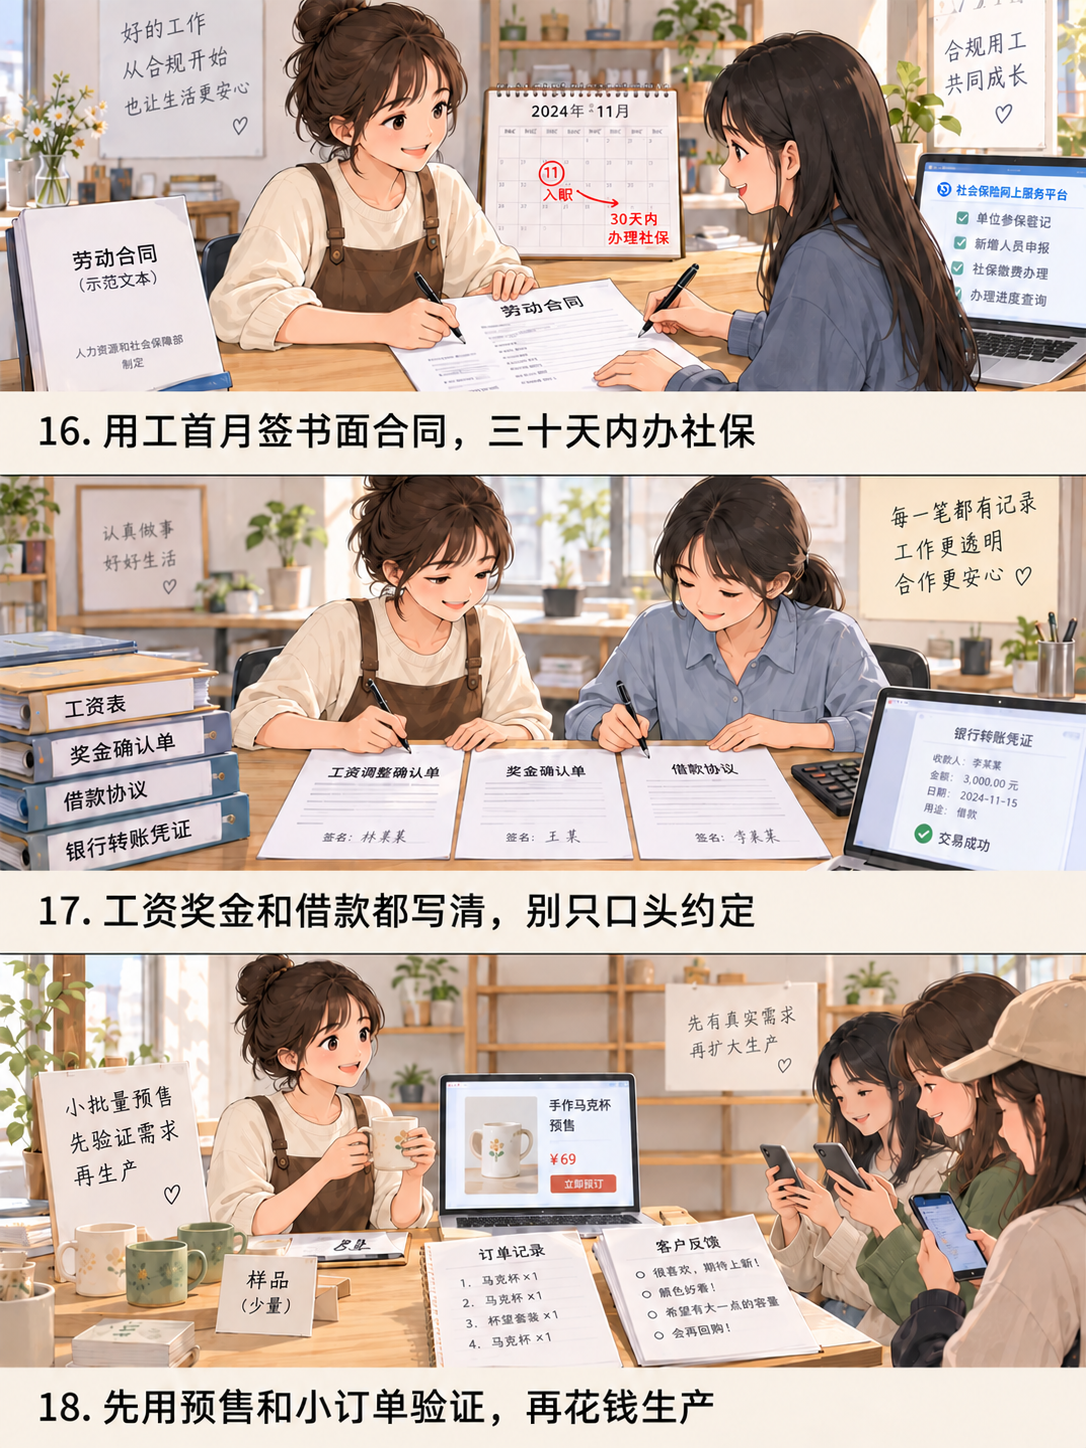 好的工作
从合规开始
也让生活更安心
合规用工
共同成长
2024年 11月
11
30天内
办理社保
社会保险网上服务平台
单位参保登记
新增人员申报
社保缴费办理
办理进度查询
劳动合同
(示范文本)
人力资源和社会保障部
制定
劳动合同
16. 用工首月签书面合同，三十天内办社保
认真做事
好好生活
每一笔都有记录
工作更透明
合作更安心
工资表
奖金确认单
借款协议
银行转账凭证
工资调整确认单
签名：林某某
奖金确认单
签名：王某
借款协议
签名：李某某
银行转账凭证
收款人：李某某
金额：3,000.00 元
日期：2024-11-15
用途：借款
交易成功
17. 工资奖金和借款都写清，别只口头约定
先有真实需求
再扩大生产
小批量预售
先验证需求
再生产
手作马克杯
预售
¥69
立即预订
样品
(少量)
订单记录
1. 马克杯×1
2. 马克杯×1
3. 杯望套装×1
4. 马克杯×1
客户反馈
很喜欢，期待上新！
颜色好看！
希望有大一点的容量
会再回购！
18. 先用预售和小订单验证，再花钱生产